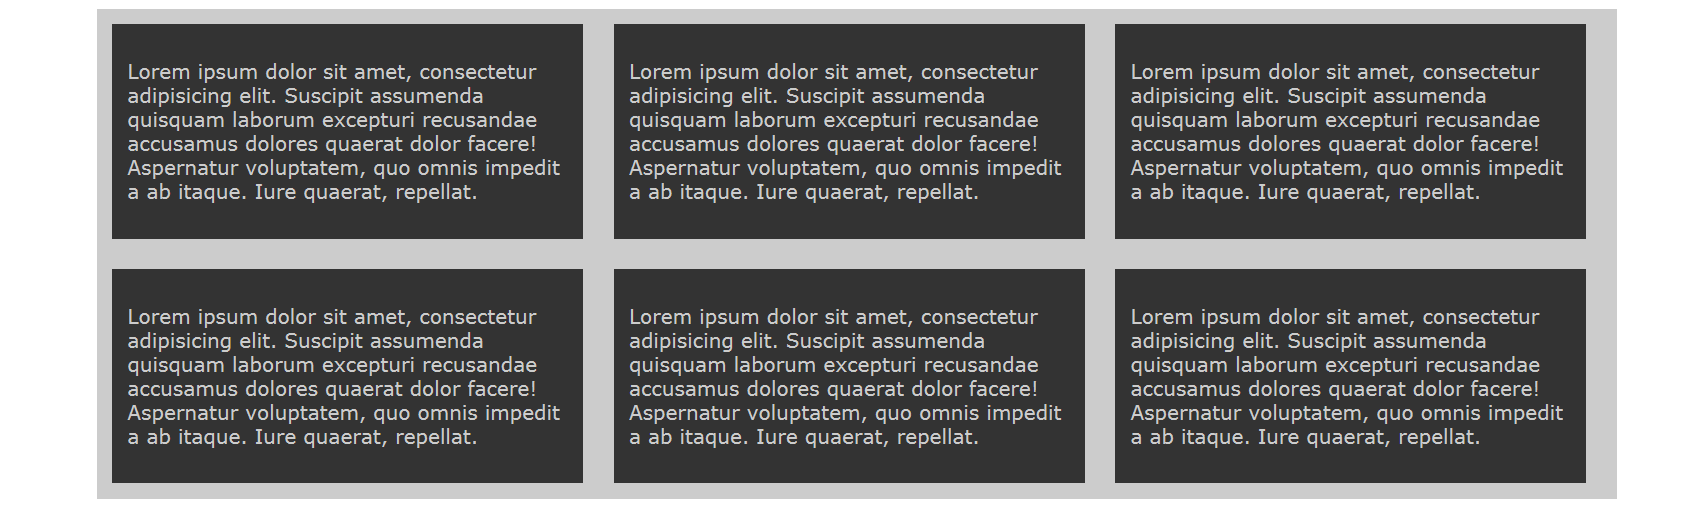 Lorem ipsum dolor sit amet, consectetur
adipisicing elit. Suscipit assumenda
quisquam laborum excepturi recusandae
accusamus dolores quaerat dolor facere!
Aspernatur voluptatem, quo omnis impedit
a ab itaque. Iure quaerat, repellat.
Lorem ipsum dolor sit amet, consectetur
adipisicing elit. Suscipit assumenda
quisquam laborum excepturi recusandae
accusamus dolores quaerat dolor facere!
Aspernatur voluptatem, quo omnis impedit
a ab itaque. Iure quaerat, repellat.
Lorem ipsum dolor sit amet, consectetur
adipisicing elit. Suscipit assumenda
quisquam laborum excepturi recusandae
accusamus dolores quaerat dolor facere!
Aspernatur voluptatem, quo omnis impedit
a ab itaque. Iure quaerat, repellat.
Lorem ipsum dolor sit amet, consectetur
adipisicing elit. Suscipit assumenda
quisquam laborum excepturi recusandae
accusamus dolores quaerat dolor facere!
Aspernatur voluptatem, quo omnis impedit
a ab itaque. Iure quaerat, repellat.
Lorem ipsum dolor sit amet, consectetur
adipisicing elit. Suscipit assumenda
quisquam laborum excepturi recusandae
accusamus dolores quaerat dolor facere!
Aspernatur voluptatem, quo omnis impedit
a ab itaque. Iure quaerat, repellat.
Lorem ipsum dolor sit amet, consectetur
adipisicing elit. Suscipit assumenda
quisquam laborum excepturi recusandae
accusamus dolores quaerat dolor facere!
Aspernatur voluptatem, quo omnis impedit
a ab itaque. Iure quaerat, repellat.